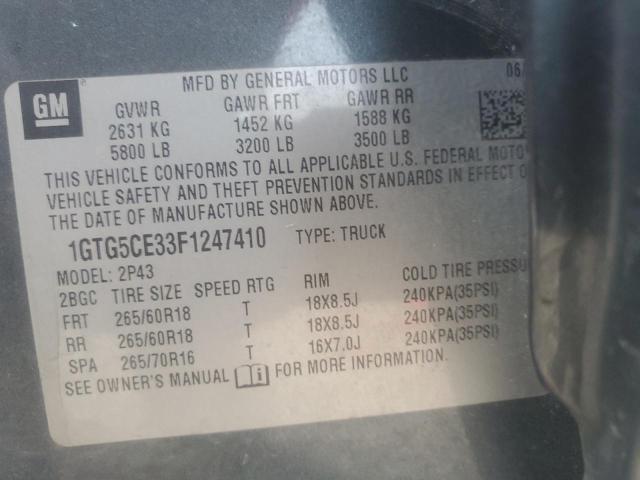 GM
MFD BY GENERAL MOTORS LLC 06/
GVWR GAWR FRT GAWR RR
2631 KG 1452 KG 1588 KG
5800 LB 3200 LB 3500 LB
THIS VEHICLE CONFORMS TO ALL APPLICABLE U.S. FEDERAL MOTO
VEHICLE SAFETY AND THEFT PREVENTION STANDARDS IN EFFECT O
THE DATE OF MANUFACTURE SHOWN ABOVE.
1GTG5CE33F1247410 TYPE: TRUCK
MODEL: 2P43
2BGC TIRE SIZE SPEED RTG RIM COLD TIRE PRESSU
FRT 265/60R18 T 18X8.5J 240KPA(35PSI)
RR 265/60R18 T 18X8.5J 240KPA(35PSI)
SPA 265/70R16 T 16X7.0J 240KPA(35PSI)
SEE OWNER'S MANUAL FOR MORE INFORMATION.